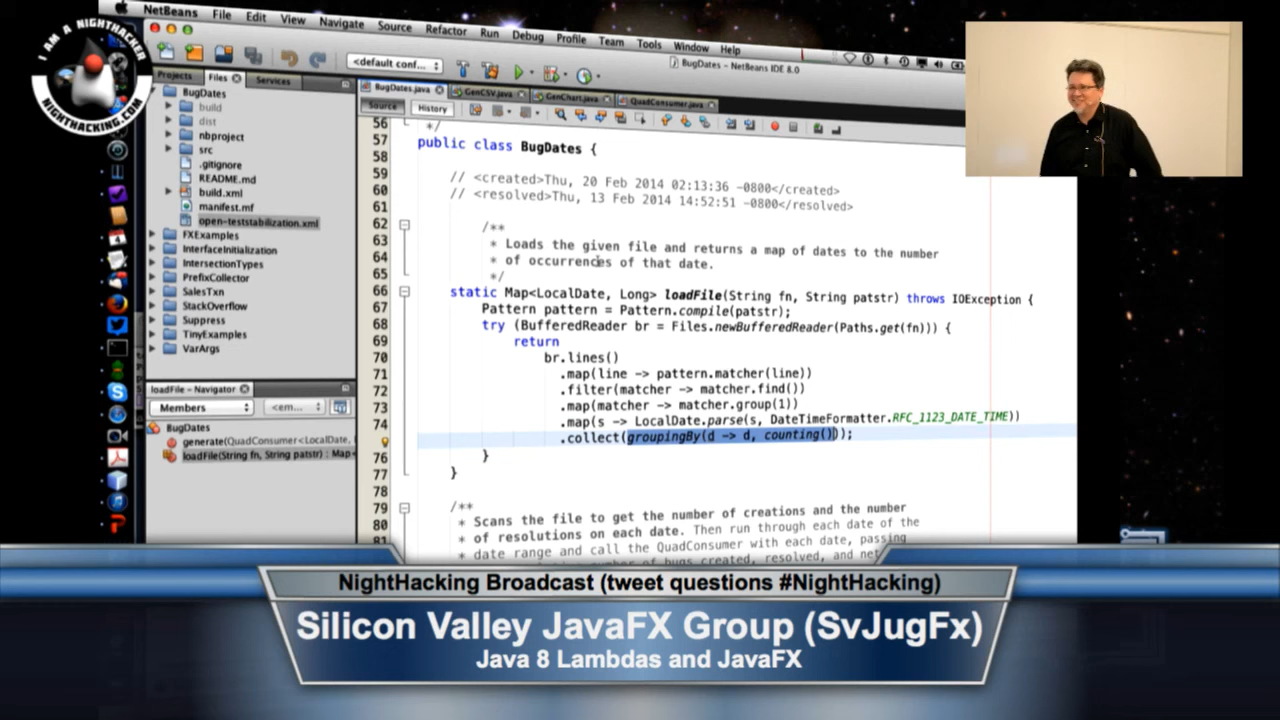 NetBeans File Edit View Navigate Source Refactor Run Debug Profile Team Tools Window Help
BugDates – NetBeans IDE 8.0
I AM A NIGHTHACKER
NIGHTHACKING.COM
<default conf...
Projects Files Services
BugDates
build
dist
nbproject
src
.gitignore
README.md
build.xml
manifest.mf
open-teststabilization.xml
FXExamples
InterfaceInitialization
IntersectionTypes
PrefixCollector
SalesTxn
StackOverflow
Suppress
TinyExamples
VarArgs
loadFile – Navigator
Members <em...
BugDates
generate(QuadConsumer<LocalDate,
loadFile(String fn, String patstr) : Map<
BugDates.java GenCSV.java GenChart.java QuadConsumer.java
Source History
56 */
57 public class BugDates {
58
59 // <created>Thu, 20 Feb 2014 02:13:36 -0800</created>
60 // <resolved>Thu, 13 Feb 2014 14:52:51 -0800</resolved>
61
62 /**
63 * Loads the given file and returns a map of dates to the number
64 * of occurrences of that date.
65 */
66 static Map<LocalDate, Long> loadFile(String fn, String patstr) throws IOException {
67 Pattern pattern = Pattern.compile(patstr);
68 try (BufferedReader br = Files.newBufferedReader(Paths.get(fn))) {
69 return
70 br.lines()
71 .map(line -> pattern.matcher(line))
72 .filter(matcher -> matcher.find())
73 .map(matcher -> matcher.group(1))
74 .map(s -> LocalDate.parse(s, DateTimeFormatter.RFC_1123_DATE_TIME))
.collect(groupingBy(d -> d, counting()));
76 }
77 }
78
79 /**
80 * Scans the file to get the number of creations and the number
81 * of resolutions on each date. Then run through each date of the
* date range and call the QuadConsumer with each date, passing
number of bugs created, resolved, and net
NightHacking Broadcast (tweet questions #NightHacking)
Silicon Valley JavaFX Group (SvJugFx)
Java 8 Lambdas and JavaFX